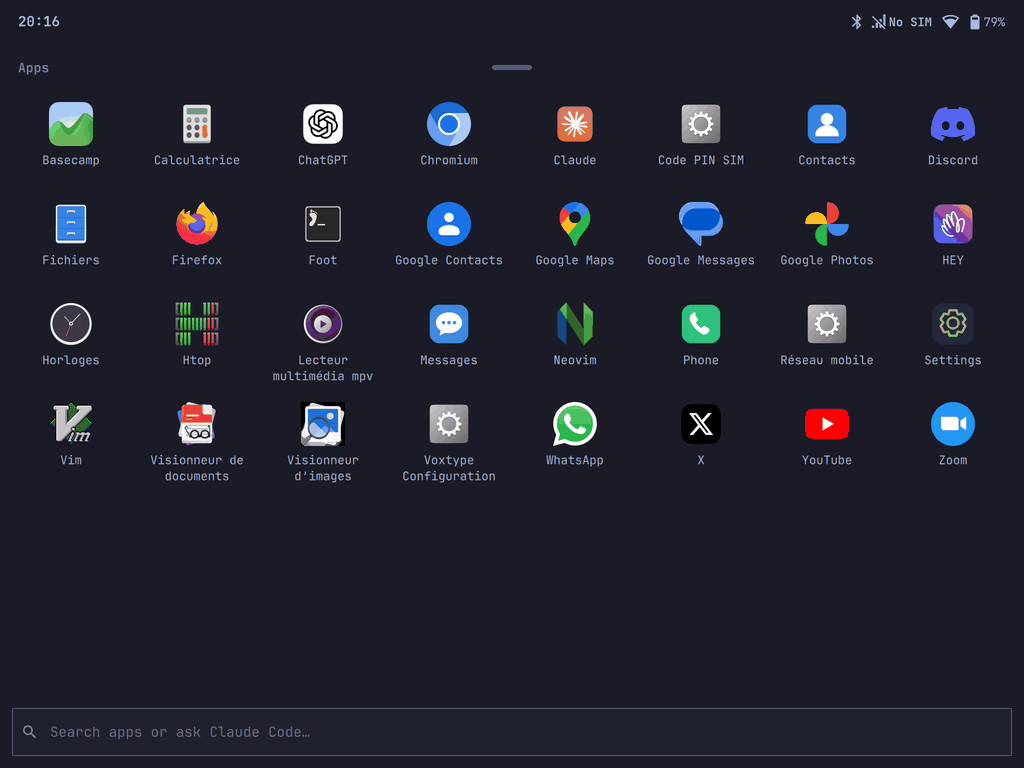 20:16
No SIM
79%
Apps
Basecamp
Calculatrice
ChatGPT
Chromium
Claude
Code PIN SIM
Contacts
Discord
Fichiers
Firefox
Foot
Google Contacts
Google Maps
Google Messages
Google Photos
HEY
Horloges
Htop
Lecteur
multimédia mpv
Messages
Neovim
Phone
Réseau mobile
Settings
Vim
Visionneur de
documents
Visionneur
d'images
Voxtype
Configuration
WhatsApp
X
YouTube
Zoom
Search apps or ask Claude Code…